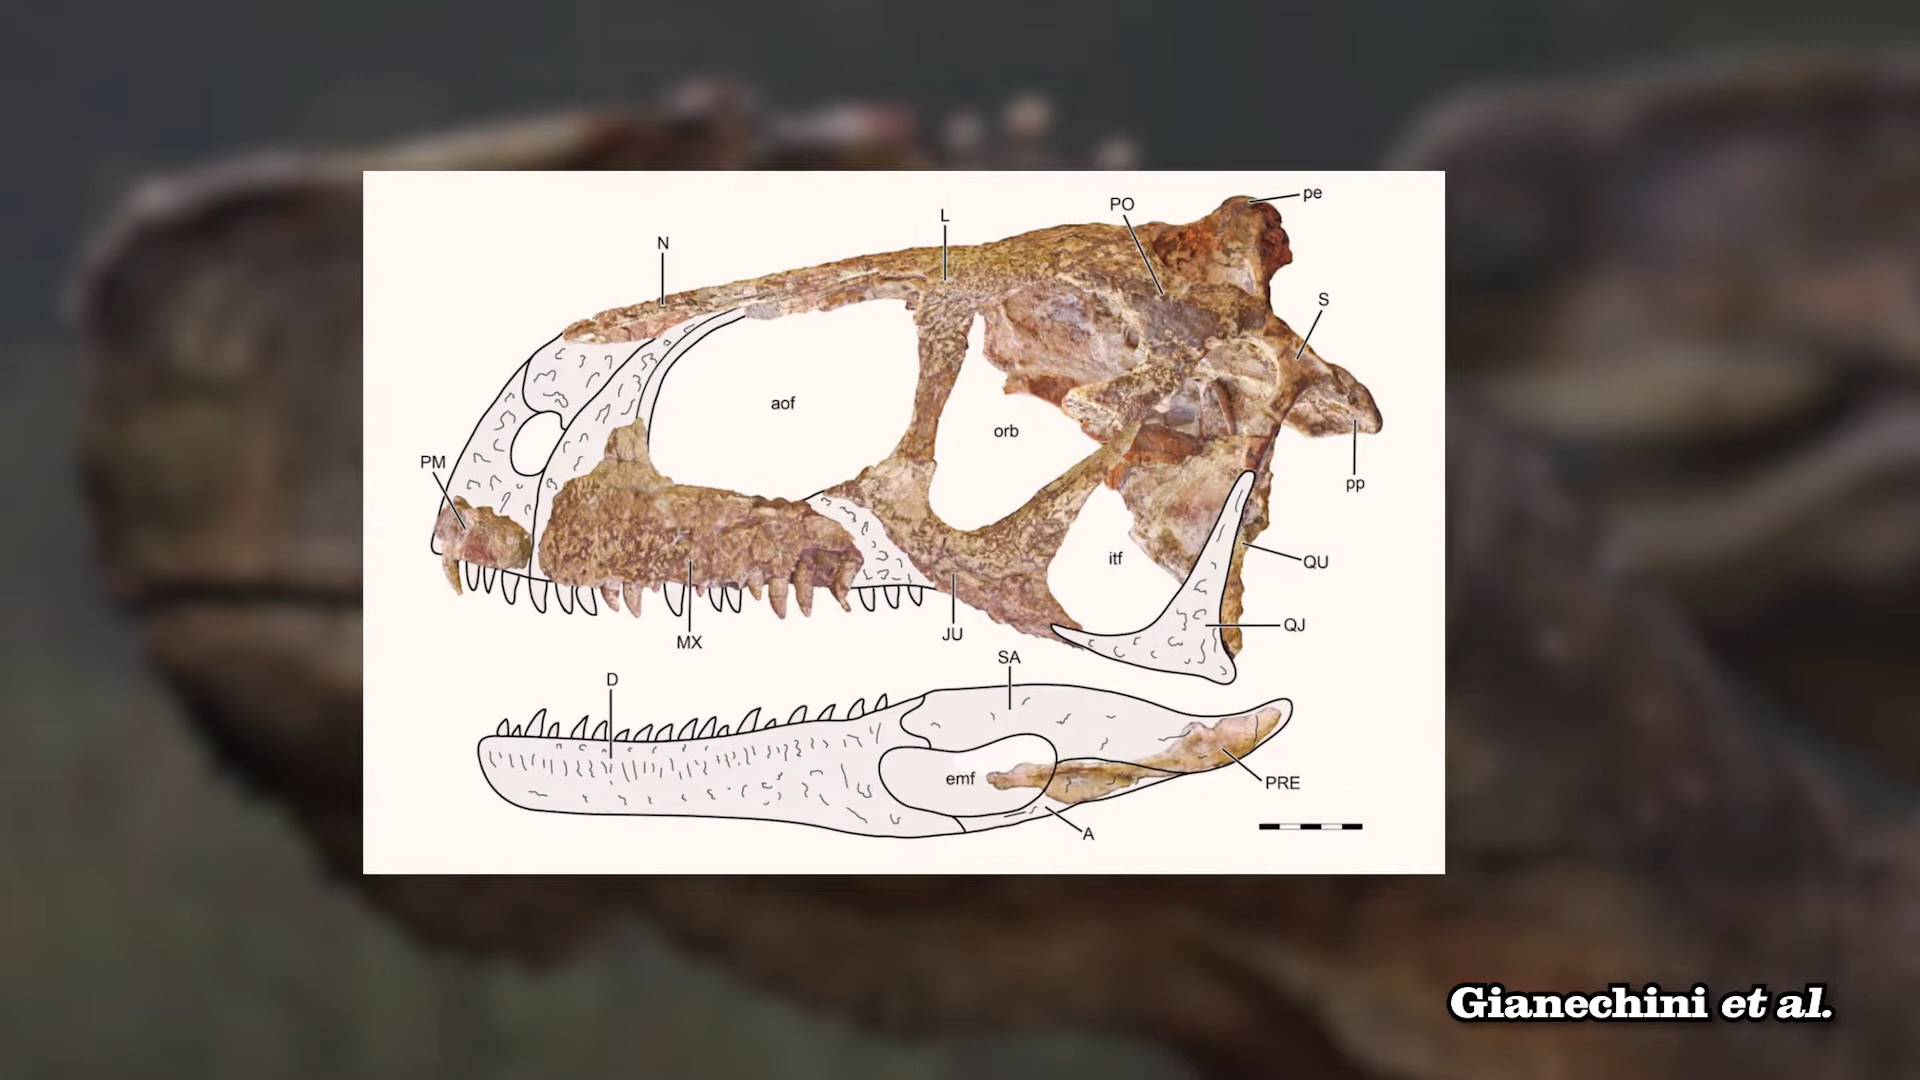 pe
PO
L
N
S
aof
orb
PM
pp
itf
QU
QJ
JU
MX
SA
D
emf
PRE
A
Gianechini et al.